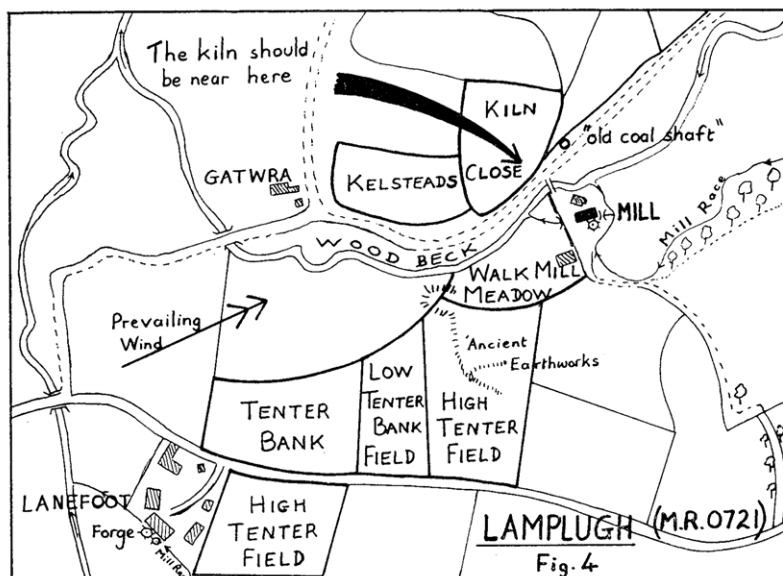 The kiln should
be near here
KILN
CLOSE
"old coal shaft"
GATWRA
KELSTEADS
MILL
Mill Race
WOOD BECK
WALK MILL
MEADOW
Prevailing
Wind
Ancient
Earthworks
TENTER
BANK
LOW
TENTER
BANK
FIELD
HIGH
TENTER
FIELD
LANEFOOT
Forge
Mill Race
HIGH
TENTER
FIELD
LAMPLUGH (M.R.0721)
Fig. 4